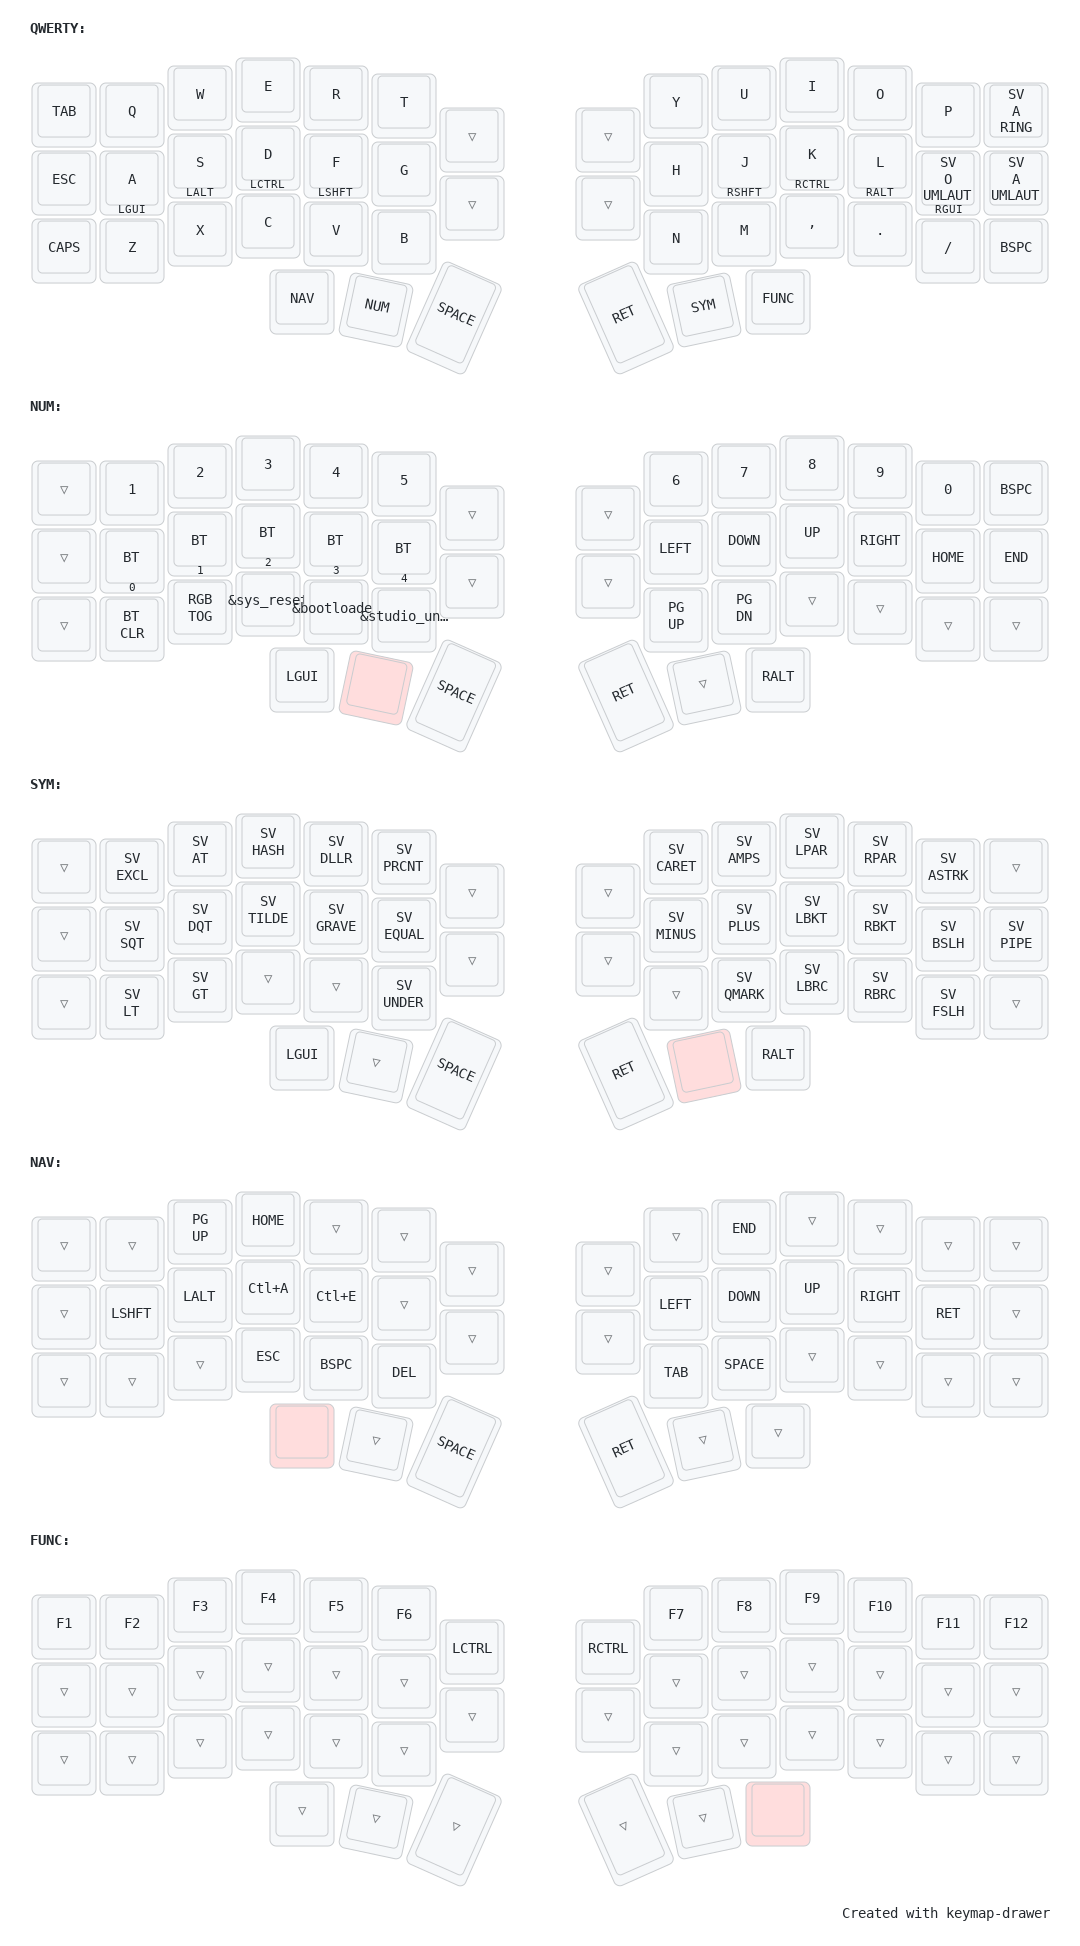 QWERTY:
TAB Q W E R T ▽ ▽ Y U I O P SV A RING
ESC A LGUI S LALT D LCTRL F LSHFT G ▽ ▽ H J RSHFT K RCTRL L RALT SV O UMLAUT RGUI SV A UMLAUT
CAPS Z X C V B N M , . / BSPC
NAV NUM SPACE RET SYM FUNC
NUM:
▽ 1 2 3 4 5 ▽ ▽ 6 7 8 9 0 BSPC
▽ BT 0 BT 1 BT 2 BT 3 BT 4 ▽ ▽ LEFT DOWN UP RIGHT HOME END
▽ BT CLR RGB TOG &sys_reset &bootloade &studio_un… PG UP PG DN ▽ ▽ ▽ ▽
LGUI SPACE RET ▽ RALT
SYM:
▽ SV EXCL SV AT SV HASH SV DLLR SV PRCNT ▽ ▽ SV CARET SV AMPS SV LPAR SV RPAR SV ASTRK ▽
▽ SV SQT SV DQT SV TILDE SV GRAVE SV EQUAL ▽ ▽ SV MINUS SV PLUS SV LBKT SV RBKT SV BSLH SV PIPE
▽ SV LT SV GT ▽ ▽ SV UNDER ▽ SV QMARK SV LBRC SV RBRC SV FSLH ▽
LGUI ▽ SPACE RET RALT
NAV:
▽ ▽ PG UP HOME ▽ ▽ ▽ ▽ ▽ END ▽ ▽ ▽ ▽
▽ LSHFT LALT Ctl+A Ctl+E ▽ ▽ ▽ LEFT DOWN UP RIGHT RET ▽
▽ ▽ ▽ ESC BSPC DEL TAB SPACE ▽ ▽ ▽ ▽
▽ SPACE RET ▽ ▽
FUNC:
F1 F2 F3 F4 F5 F6 LCTRL RCTRL F7 F8 F9 F10 F11 F12
▽ ▽ ▽ ▽ ▽ ▽ ▽ ▽ ▽ ▽ ▽ ▽ ▽ ▽
▽ ▽ ▽ ▽ ▽ ▽ ▽ ▽ ▽ ▽ ▽ ▽
▽ ▽ ▽ ▽ ▽
Created with keymap-drawer